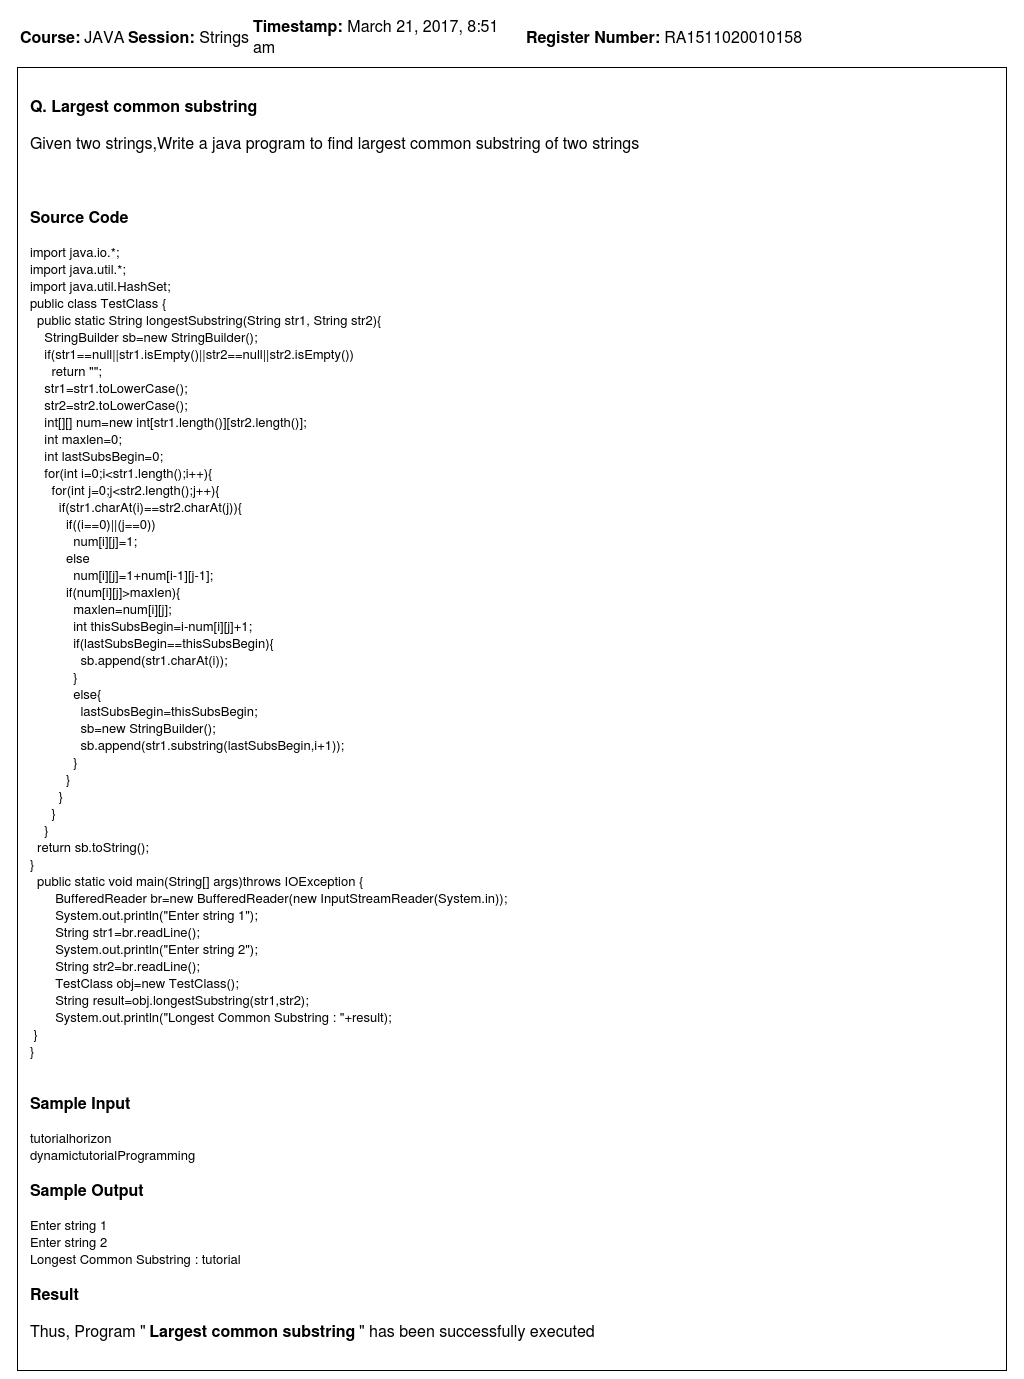 Course: JAVA Session: Strings Timestamp: March 21, 2017, 8:51 am Register Number: RA1511020010158
Q. Largest common substring
Given two strings,Write a java program to find largest common substring of two strings
Source Code
import java.io.*;
import java.util.*;
import java.util.HashSet;
public class TestClass {
  public static String longestSubstring(String str1, String str2){
    StringBuilder sb=new StringBuilder();
    if(str1==null||str1.isEmpty()||str2==null||str2.isEmpty())
      return "";
    str1=str1.toLowerCase();
    str2=str2.toLowerCase();
    int[][] num=new int[str1.length()][str2.length()];
    int maxlen=0;
    int lastSubsBegin=0;
    for(int i=0;i<str1.length();i++){
      for(int j=0;j<str2.length();j++){
        if(str1.charAt(i)==str2.charAt(j)){
          if((i==0)||(j==0))
            num[i][j]=1;
          else
            num[i][j]=1+num[i-1][j-1];
          if(num[i][j]>maxlen){
            maxlen=num[i][j];
            int thisSubsBegin=i-num[i][j]+1;
            if(lastSubsBegin==thisSubsBegin){
              sb.append(str1.charAt(i));
            }
            else{
              lastSubsBegin=thisSubsBegin;
              sb=new StringBuilder();
              sb.append(str1.substring(lastSubsBegin,i+1));
            }
          }
        }
      }
    }
  return sb.toString();
}
  public static void main(String[] args)throws IOException {
       BufferedReader br=new BufferedReader(new InputStreamReader(System.in));
       System.out.println("Enter string 1");
       String str1=br.readLine();
       System.out.println("Enter string 2");
       String str2=br.readLine();
       TestClass obj=new TestClass();
       String result=obj.longestSubstring(str1,str2);
       System.out.println("Longest Common Substring : "+result);
 }
}
Sample Input
tutorialhorizon
dynamictutorialProgramming
Sample Output
Enter string 1
Enter string 2
Longest Common Substring : tutorial
Result
Thus, Program " Largest common substring " has been successfully executed